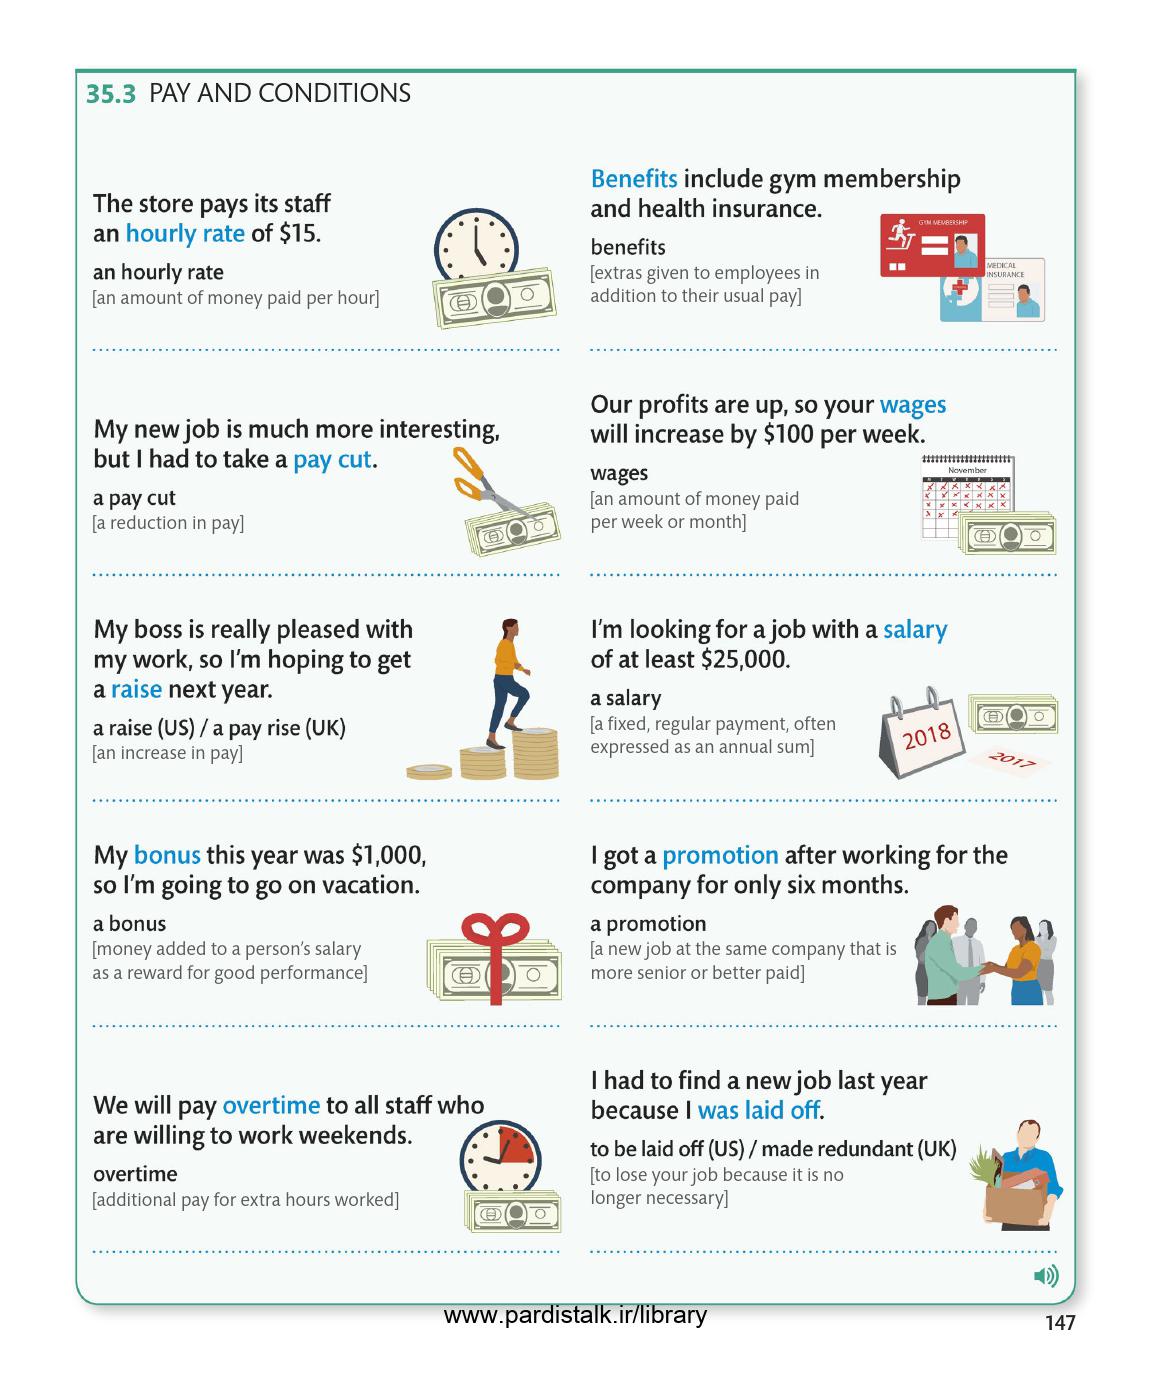 35.3 PAY AND CONDITIONS
The store pays its staff
an hourly rate of $15.
an hourly rate
[an amount of money paid per hour]
Benefits include gym membership
and health insurance.
benefits
[extras given to employees in
addition to their usual pay]
GYM MEMBERSHIP
MEDICAL
INSURANCE
My new job is much more interesting,
but I had to take a pay cut.
a pay cut
[a reduction in pay]
Our profits are up, so your wages
will increase by $100 per week.
wages
[an amount of money paid
per week or month]
November
My boss is really pleased with
my work, so I'm hoping to get
a raise next year.
a raise (US) / a pay rise (UK)
[an increase in pay]
I'm looking for a job with a salary
of at least $25,000.
a salary
[a fixed, regular payment, often
expressed as an annual sum]
2018
2017
My bonus this year was $1,000,
so I'm going to go on vacation.
a bonus
[money added to a person's salary
as a reward for good performance]
I got a promotion after working for the
company for only six months.
a promotion
[a new job at the same company that is
more senior or better paid]
We will pay overtime to all staff who
are willing to work weekends.
overtime
[additional pay for extra hours worked]
I had to find a new job last year
because I was laid off.
to be laid off (US) / made redundant (UK)
[to lose your job because it is no
longer necessary]
www.pardistalk.ir/library
147